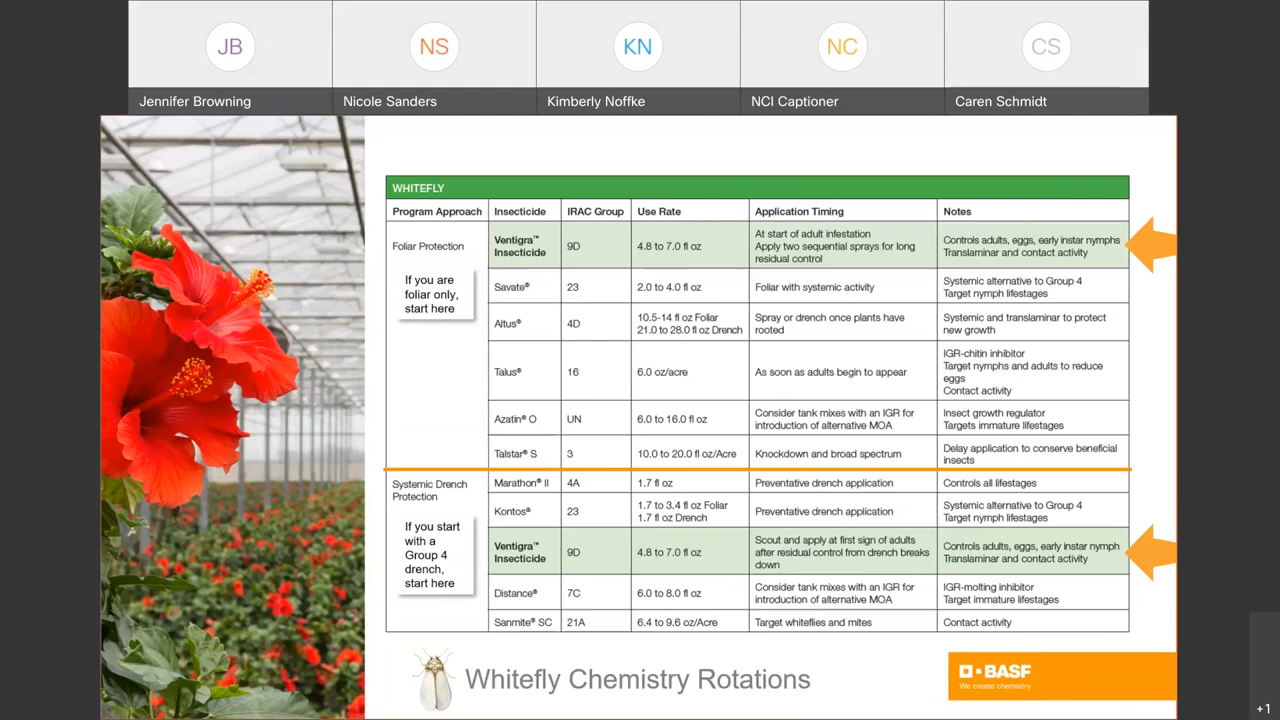 JB
NS
KN
NC
CS
Jennifer Browning
Nicole Sanders
Kimberly Noffke
NCI Captioner
Caren Schmidt
WHITEFLY
Program Approach
Insecticide
IRAC Group
Use Rate
Application Timing
Notes
Foliar Protection
If you are
foliar only,
start here
Ventigra™
Insecticide
9D
4.8 to 7.0 fl oz
At start of adult infestation
Apply two sequential sprays for long
residual control
Controls adults, eggs, early instar nymphs
Translaminar and contact activity
Savate®
23
2.0 to 4.0 fl oz
Foliar with systemic activity
Systemic alternative to Group 4
Target nymph lifestages
Altus®
4D
10.5-14 fl oz Foliar
21.0 to 28.0 fl oz Drench
Spray or drench once plants have
rooted
Systemic and translaminar to protect
new growth
Talus®
16
6.0 oz/acre
As soon as adults begin to appear
IGR-chitin inhibitor
Target nymphs and adults to reduce
eggs
Contact activity
Azatin® O
UN
6.0 to 16.0 fl oz
Consider tank mixes with an IGR for
introduction of alternative MOA
Insect growth regulator
Targets immature lifestages
Talstar® S
3
10.0 to 20.0 fl oz/Acre
Knockdown and broad spectrum
Delay application to conserve beneficial
insects
Systemic Drench
Protection
If you start
with a
Group 4
drench,
start here
Marathon® II
4A
1.7 fl oz
Preventative drench application
Controls all lifestages
Kontos®
23
1.7 to 3.4 fl oz Foliar
1.7 fl oz Drench
Preventative drench application
Systemic alternative to Group 4
Target nymph lifestages
Ventigra™
Insecticide
9D
4.8 to 7.0 fl oz
Scout and apply at first sign of adults
after residual control from drench breaks
down
Controls adults, eggs, early instar nymph
Translaminar and contact activity
Distance®
7C
6.0 to 8.0 fl oz
Consider tank mixes with an IGR for
introduction of alternative MOA
IGR-molting inhibitor
Target immature lifestages
Sanmite® SC
21A
6.4 to 9.6 oz/Acre
Target whiteflies and mites
Contact activity
Whitefly Chemistry Rotations
BASF
We create chemistry
+1